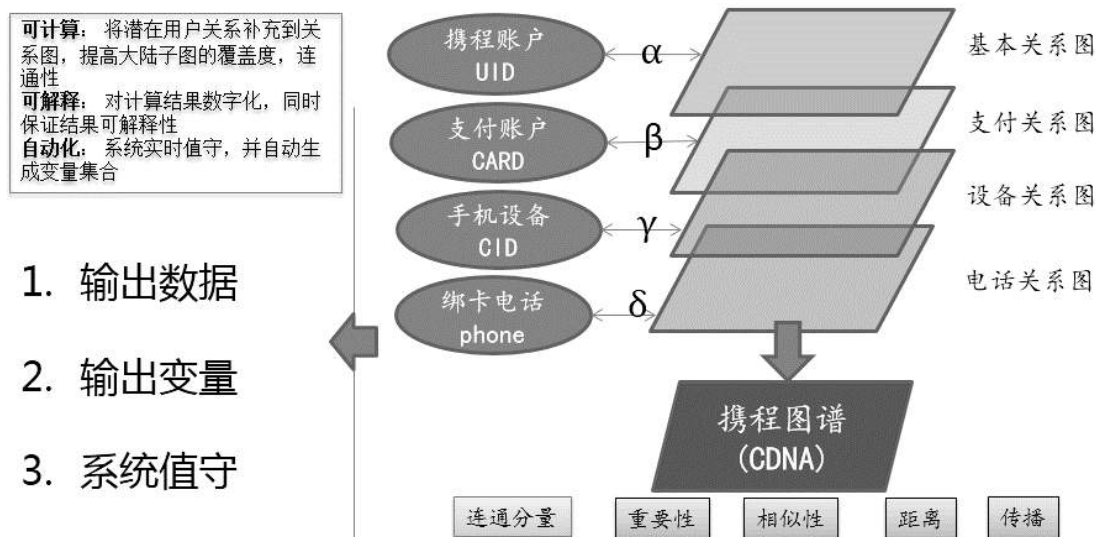 可计算： 将潜在用户关系补充到关
系图，提高大陆子图的覆盖度，连
通性
可解释： 对计算结果数字化，同时
保证结果可解释性
自动化： 系统实时值守，并自动生
成变量集合
1. 输出数据
2. 输出变量
3. 系统值守
携程账户
UID
α
基本关系图
支付账户
CARD
β
支付关系图
手机设备
CID
γ
设备关系图
绑卡电话
phone
δ
电话关系图
携程图谱
(CDNA)
连通分量
重要性
相似性
距离
传播